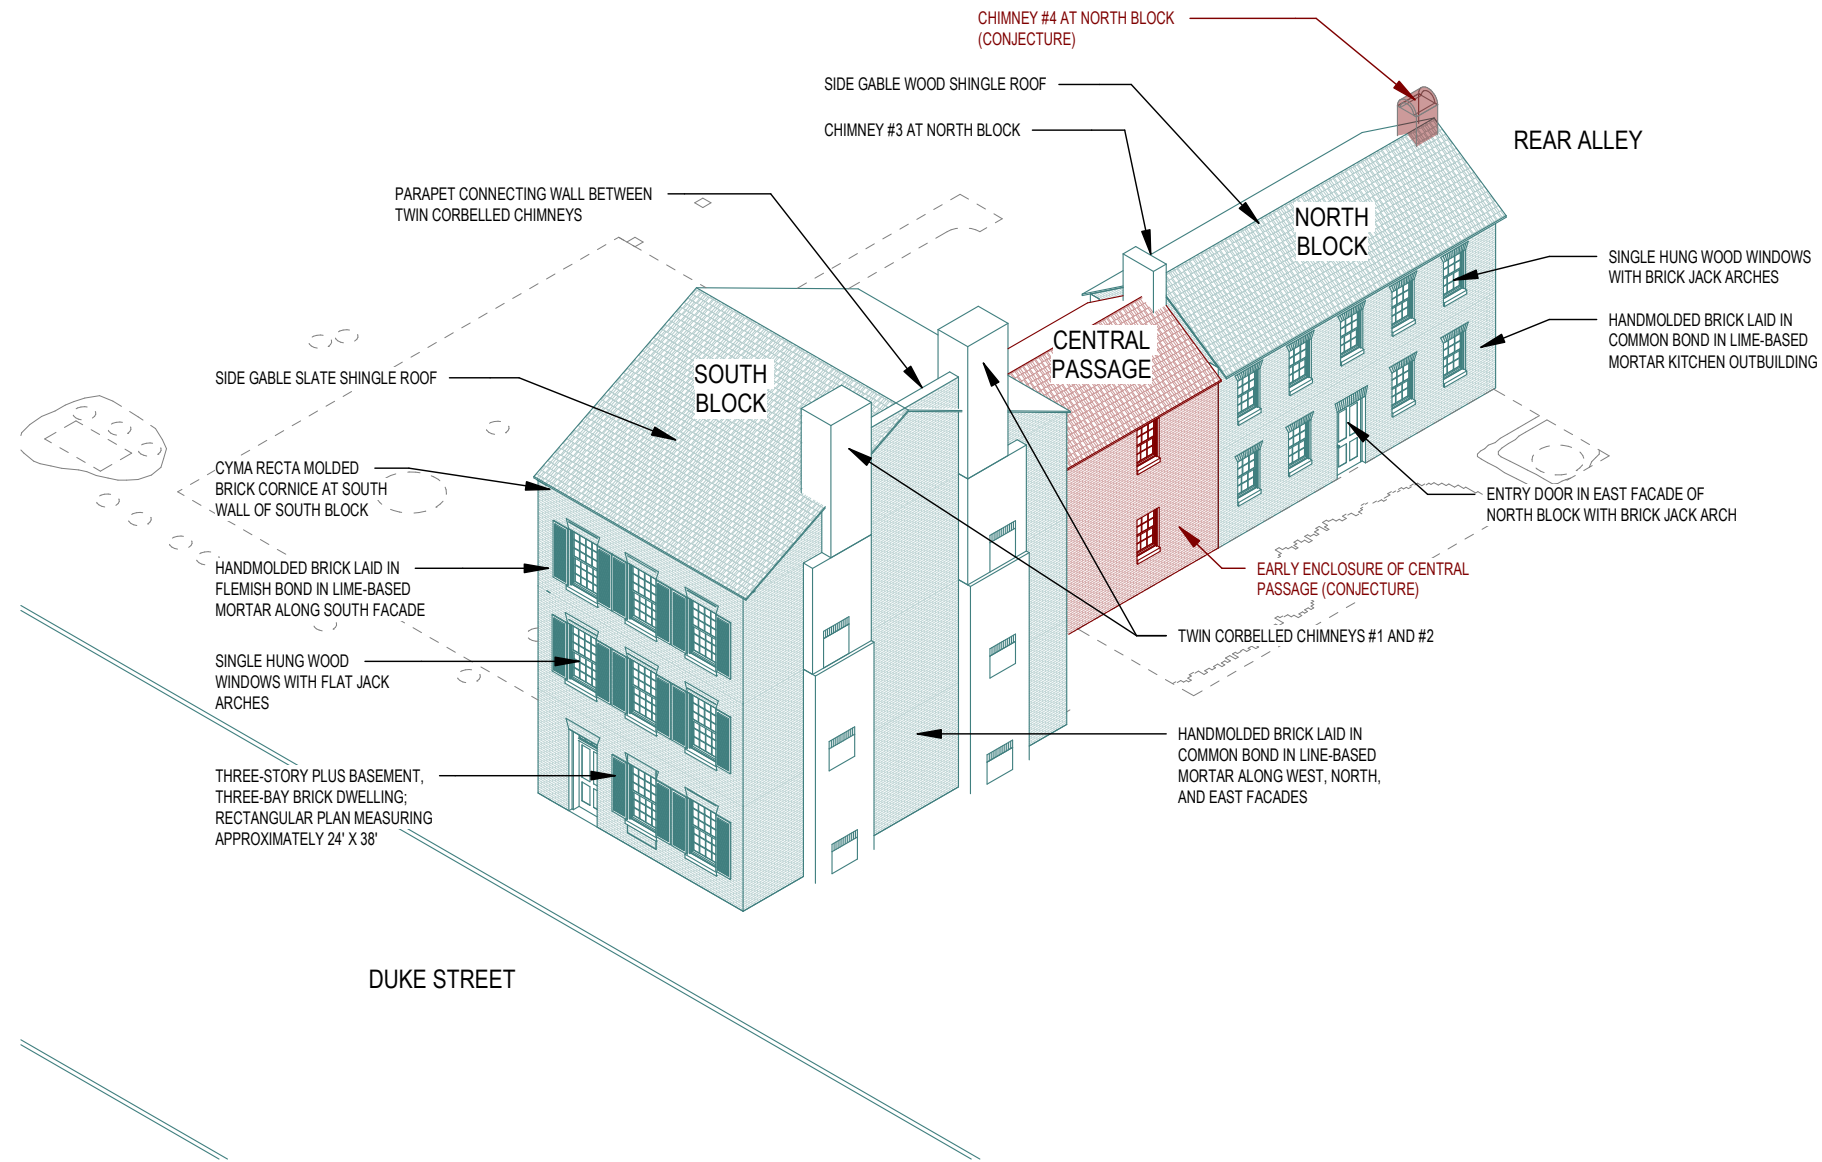 CHIMNEY #4 AT NORTH BLOCK
(CONJECTURE)
SIDE GABLE WOOD SHINGLE ROOF
CHIMNEY #3 AT NORTH BLOCK
REAR ALLEY
PARAPET CONNECTING WALL BETWEEN
TWIN CORBELLED CHIMNEYS
NORTH
BLOCK
SINGLE HUNG WOOD WINDOWS
WITH BRICK JACK ARCHES
HANDMOLDED BRICK LAID IN
COMMON BOND IN LIME-BASED
MORTAR KITCHEN OUTBUILDING
CENTRAL
PASSAGE
SOUTH
BLOCK
SIDE GABLE SLATE SHINGLE ROOF
CYMA RECTA MOLDED
BRICK CORNICE AT SOUTH
WALL OF SOUTH BLOCK
ENTRY DOOR IN EAST FACADE OF
NORTH BLOCK WITH BRICK JACK ARCH
HANDMOLDED BRICK LAID IN
FLEMISH BOND IN LIME-BASED
MORTAR ALONG SOUTH FACADE
EARLY ENCLOSURE OF CENTRAL
PASSAGE (CONJECTURE)
TWIN CORBELLED CHIMNEYS #1 AND #2
SINGLE HUNG WOOD
WINDOWS WITH FLAT JACK
ARCHES
HANDMOLDED BRICK LAID IN
COMMON BOND IN LINE-BASED
MORTAR ALONG WEST, NORTH,
AND EAST FACADES
THREE-STORY PLUS BASEMENT,
THREE-BAY BRICK DWELLING;
RECTANGULAR PLAN MEASURING
APPROXIMATELY 24' X 38'
DUKE STREET